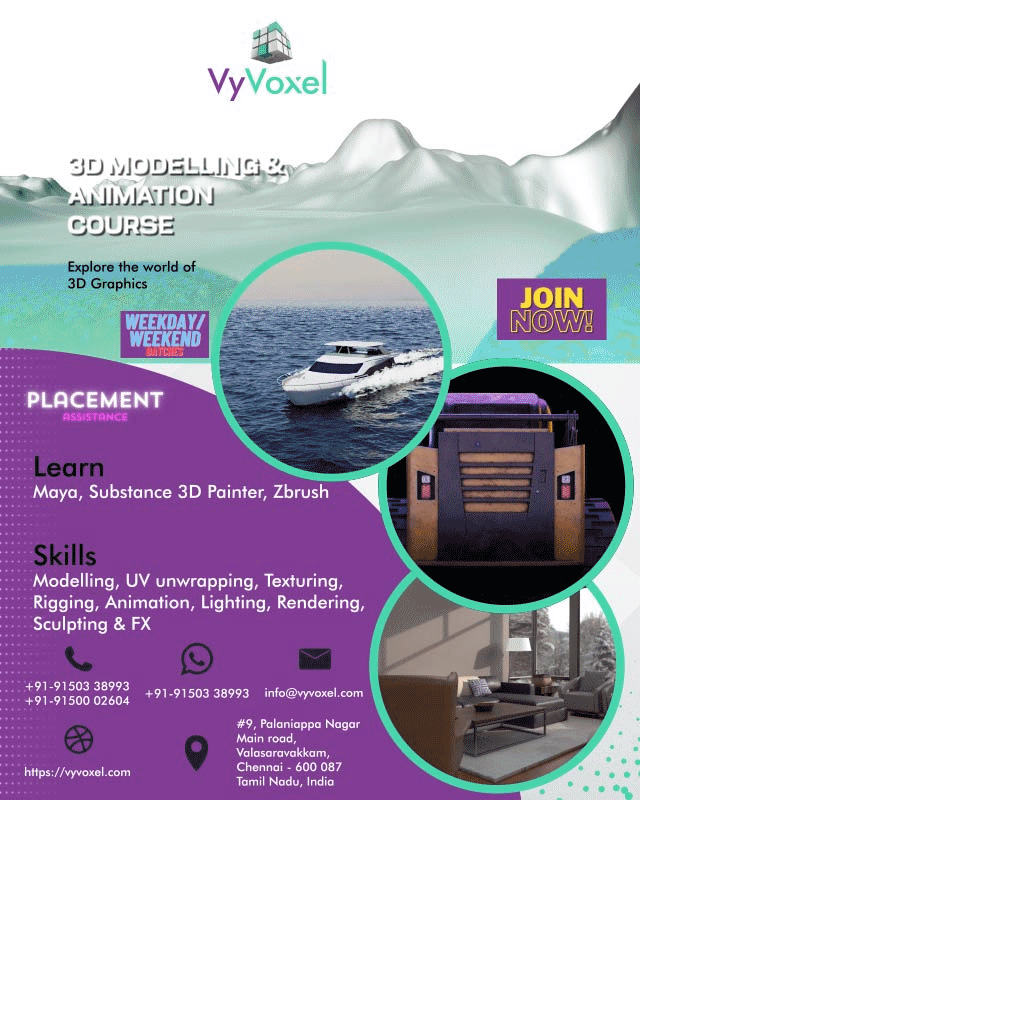 VyVoxel
3D MODELLING &
ANIMATION
COURSE
Explore the world of
3D Graphics
JOIN
NOW!
WEEKDAY/
WEEKEND
BATCHES
PLACEMENT
ASSISTANCE
Learn
Maya, Substance 3D Painter, Zbrush
Skills
Modelling, UV unwrapping, Texturing,
Rigging, Animation, Lighting, Rendering,
Sculpting & FX
+91-91503 38993
+91-91500 02604
+91-91503 38993
info@vyvoxel.com
https://vyvoxel.com
#9, Palaniappa Nagar
Main road,
Valasaravakkam,
Chennai - 600 087
Tamil Nadu, India